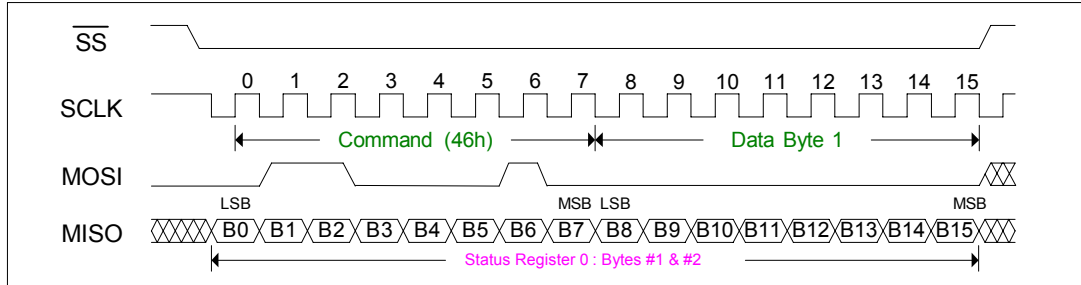 SS
0 1 2 3 4 5 6 7 8 9 10 11 12 13 14 15
SCLK
Command (46h) Data Byte 1
MOSI
LSB MSB LSB MSB
MISO B0 B1 B2 B3 B4 B5 B6 B7 B8 B9 B10 B11 B12 B13 B14 B15
Status Register 0 : Bytes #1 & #2